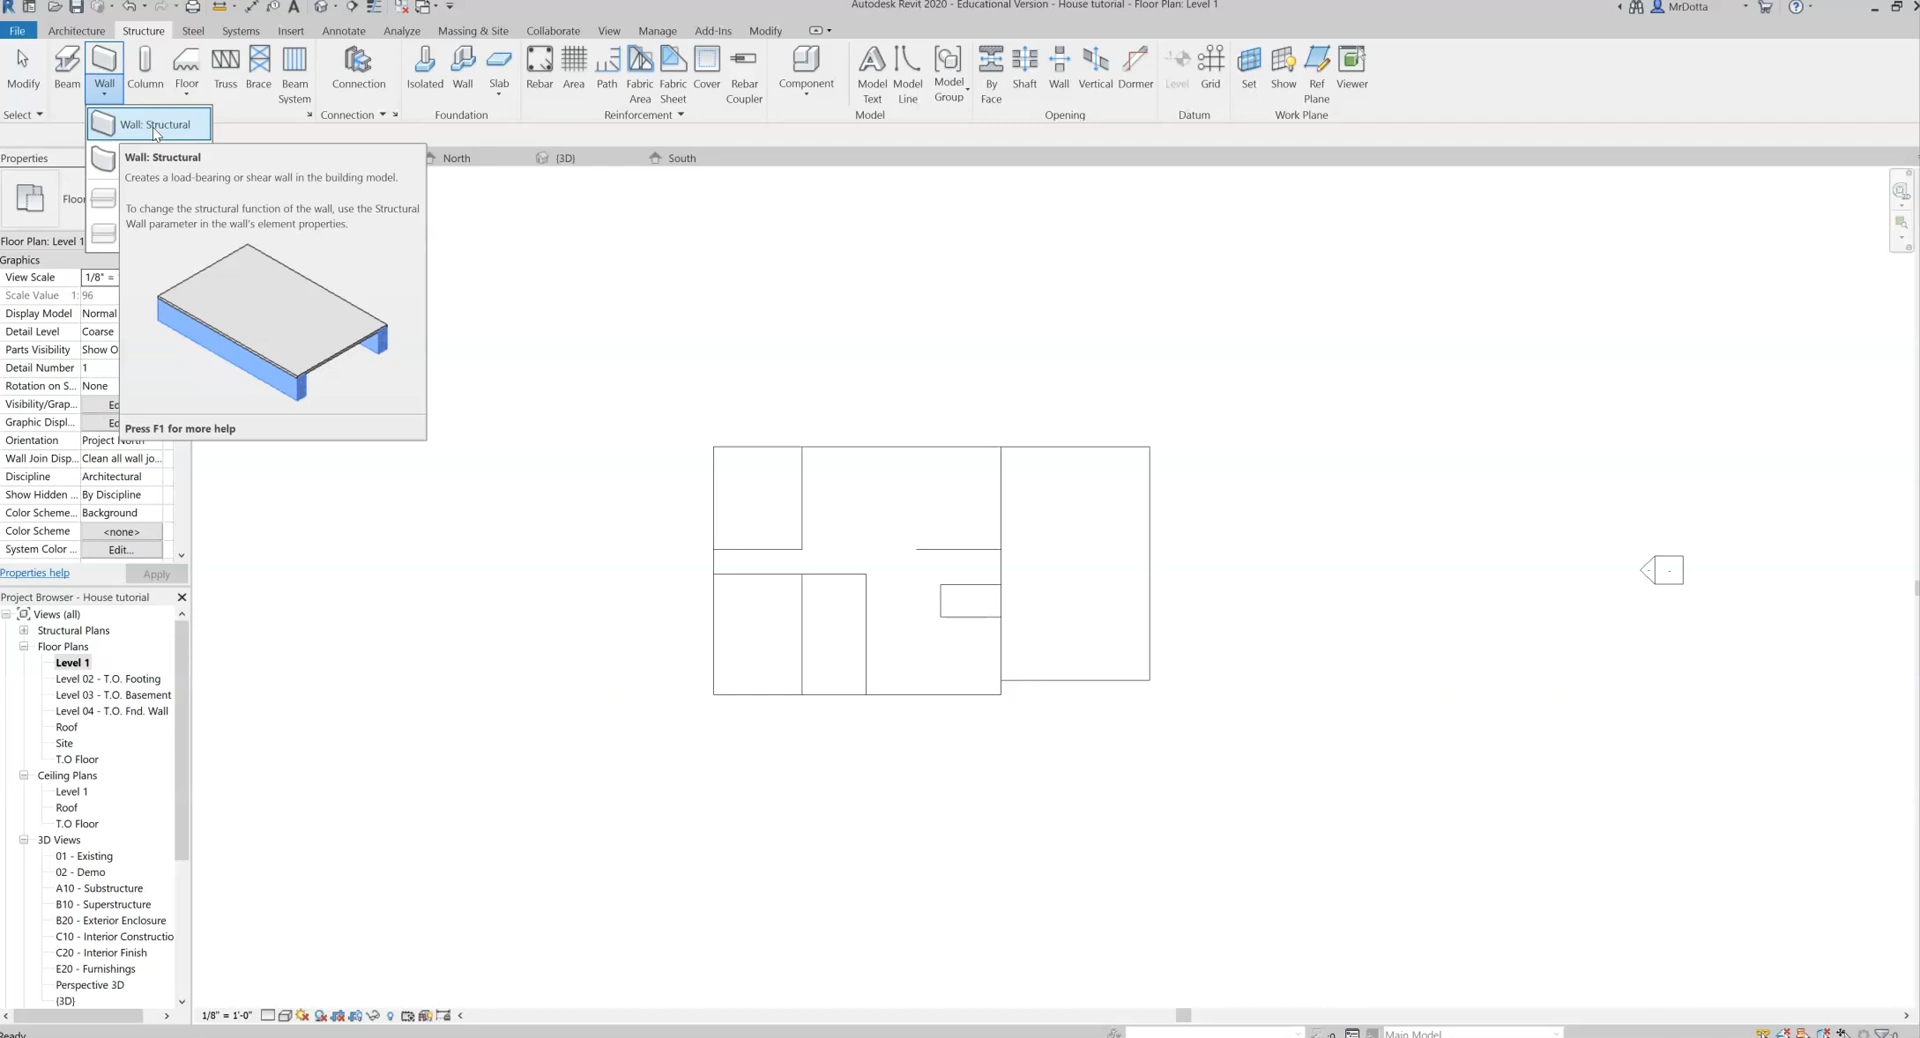 Autodesk Revit 2020 - Educational Version - House tutorial - Floor Plan: Level 1
MrDotta
File Architecture Structure Steel Systems Insert Annotate Analyze Massing & Site Collaborate View Manage Add-Ins Modify
Modify Beam Wall Column Floor Truss Brace Beam System Connection Isolated Wall Slab Rebar Area Path Fabric Area Fabric Sheet Cover Rebar Coupler Component Model Text Model Line Model Group By Face Shaft Wall Vertical Dormer Level Grid Set Show Ref Plane Viewer
Select Connection Foundation Reinforcement Model Opening Datum Work Plane
Wall: Structural
Properties
North
{3D}
South
Wall: Structural
Creates a load-bearing or shear wall in the building model.
To change the structural function of the wall, use the Structural
Wall parameter in the wall's element properties.
Press F1 for more help
Floor Plan: Level 1
Graphics
View Scale 1/8" =
Scale Value 1: 96
Display Model Normal
Detail Level Coarse
Parts Visibility Show O
Detail Number 1
Rotation on S... None
Visibility/Grap... Ed
Graphic Displ... Ed
Orientation Project North
Wall Join Disp... Clean all wall jo...
Discipline Architectural
Show Hidden ... By Discipline
Color Scheme... Background
Color Scheme <none>
System Color ... Edit...
Properties help Apply
Project Browser - House tutorial
Views (all)
Structural Plans
Floor Plans
Level 1
Level 02 - T.O. Footing
Level 03 - T.O. Basement
Level 04 - T.O. Fnd. Wall
Roof
Site
T.O Floor
Ceiling Plans
Level 1
Roof
T.O Floor
3D Views
01 - Existing
02 - Demo
A10 - Substructure
B10 - Superstructure
B20 - Exterior Enclosure
C10 - Interior Constructio
C20 - Interior Finish
E20 - Furnishings
Perspective 3D
{3D}
1/8" = 1'-0"
Ready
Main Model